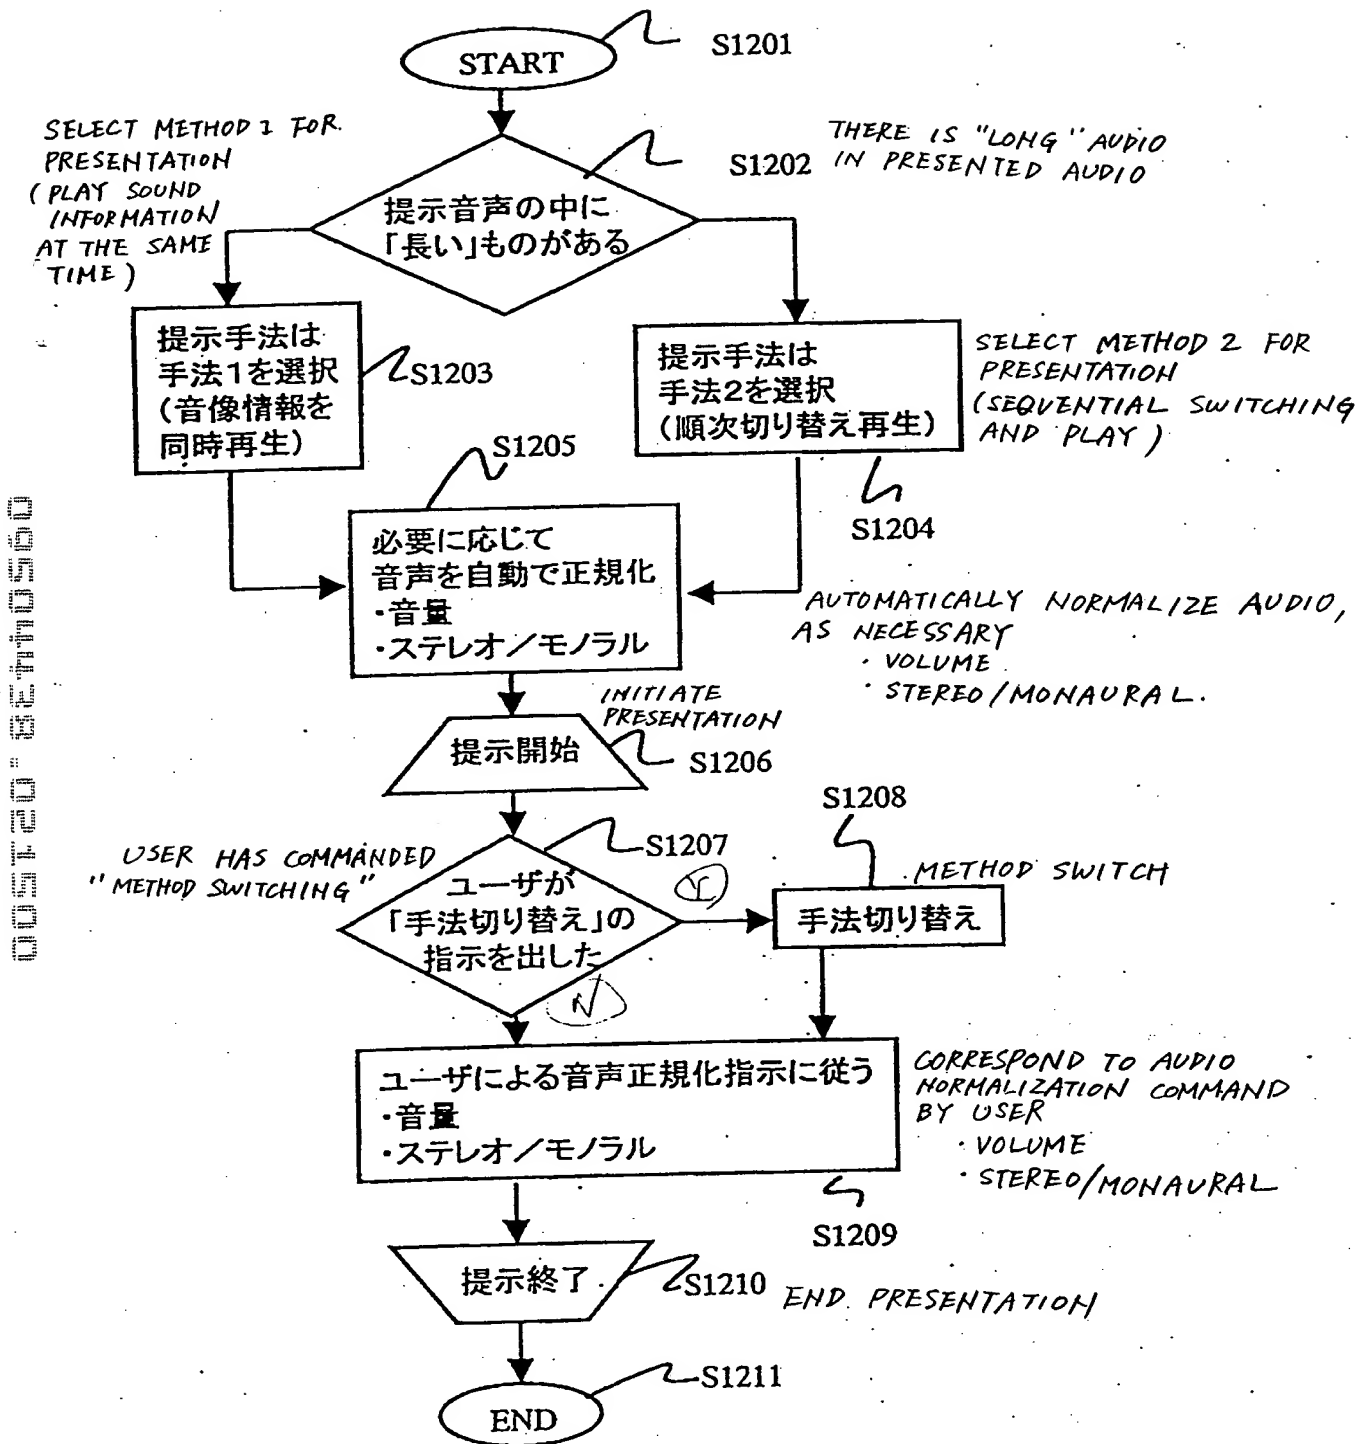 START
S1201
SELECT METHOD 1 FOR
PRESENTATION
(PLAY SOUND
INFORMATION
AT THE SAME
TIME)
S1202
THERE IS "LONG" AUDIO
IN PRESENTED AUDIO
提示音声の中に
「長い」ものがある
提示手法は
手法1を選択
(音像情報を
同時再生)
S1203
提示手法は
手法2を選択
(順次切り替え再生)
SELECT METHOD 2 FOR
PRESENTATION
(SEQUENTIAL SWITCHING
AND PLAY)
S1204
S1205
必要に応じて
音声を自動で正規化
・音量
・ステレオ/モノラル
AUTOMATICALLY NORMALIZE AUDIO,
AS NECESSARY
・VOLUME
・STEREO/MONAURAL.
INITIATE
PRESENTATION
提示開始
S1206
S1207
USER HAS COMMANDED
"METHOD SWITCHING"
ユーザが
「手法切り替え」の
指示を出した
Y
N
S1208
METHOD SWITCH
手法切り替え
ユーザによる音声正規化指示に従う
・音量
・ステレオ/モノラル
CORRESPOND TO AUDIO
NORMALIZATION COMMAND
BY USER
・VOLUME
・STEREO/MONAURAL
S1209
提示終了
S1210
END PRESENTATION
S1211
END
09504138.021500